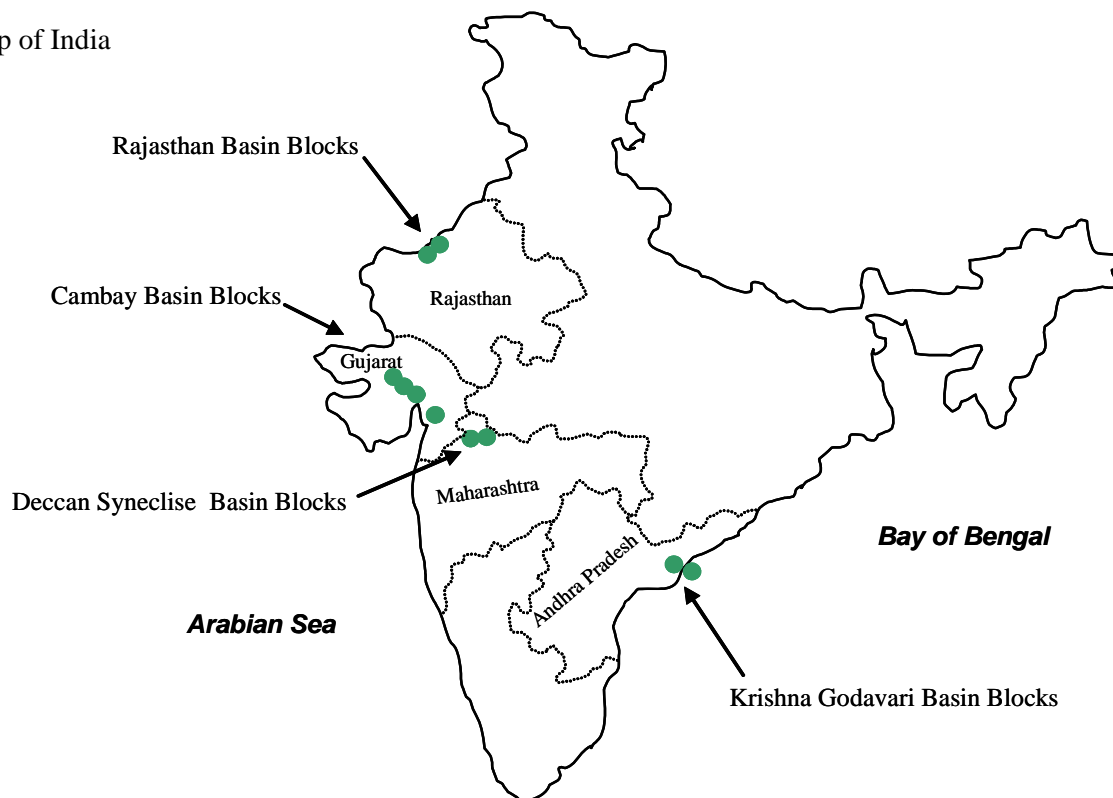 of India
Rajasthan Basin Blocks
Cambay Basin Blocks
Rajasthan
Gujarat
Deccan Syneclise Basin Blocks
Maharashtra
Andhra Pradesh
Bay of Bengal
Arabian Sea
Krishna Godavari Basin Blocks